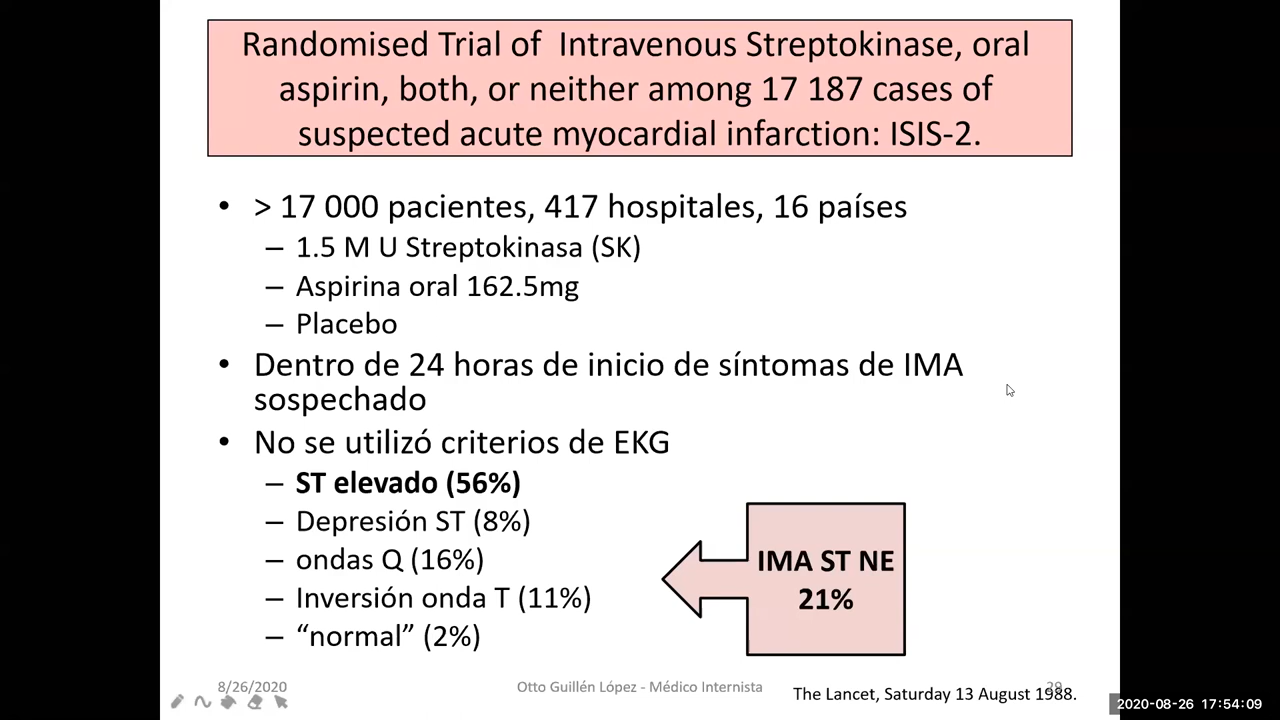 Randomised Trial of Intravenous Streptokinase, oral
aspirin, both, or neither among 17 187 cases of
suspected acute myocardial infarction: ISIS-2.
• > 17 000 pacientes, 417 hospitales, 16 países
– 1.5 M U Streptokinasa (SK)
– Aspirina oral 162.5mg
– Placebo
• Dentro de 24 horas de inicio de síntomas de IMA
sospechado
• No se utilizó criterios de EKG
– ST elevado (56%)
– Depresión ST (8%)
– ondas Q (16%)
– Inversión onda T (11%)
– “normal” (2%)
IMA ST NE
21%
8/26/2020
Otto Guillén López - Médico Internista
The Lancet, Saturday 13 August 1988.
2020-08-26 17:54:09